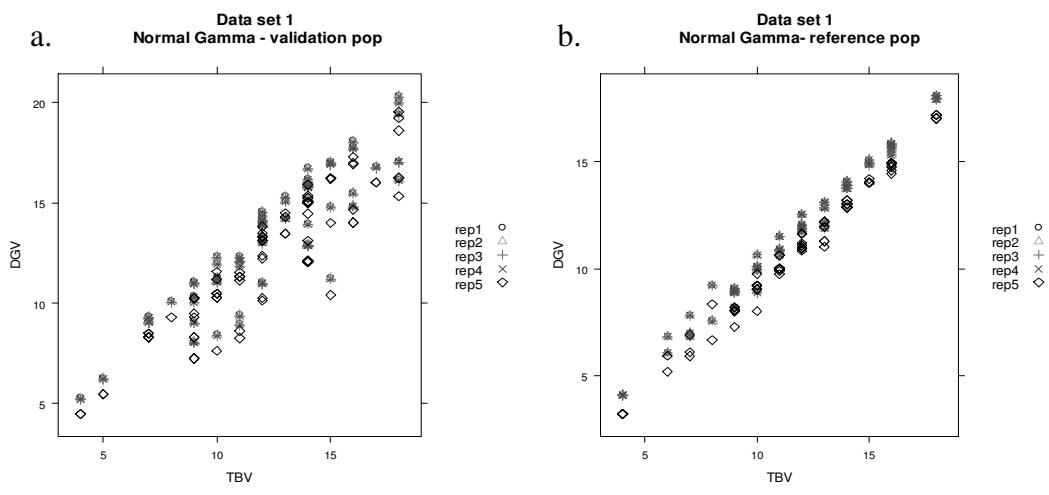 a.
Data set 1
Normal Gamma - validation pop
20
15
10
5
DGV
5
10
15
TBV
rep1
rep2
rep3
rep4
rep5
b.
Data set 1
Normal Gamma- reference pop
15
10
5
DGV
5
10
15
TBV
rep1
rep2
rep3
rep4
rep5